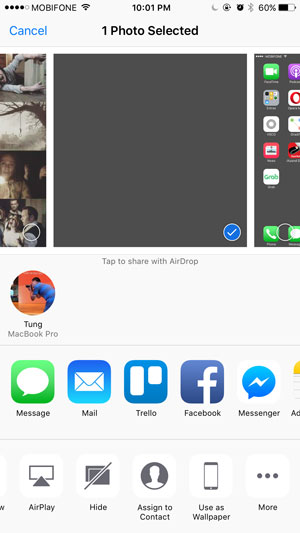 MOBIFONE 10:01 PM 60%
Cancel 1 Photo Selected
Tap to share with AirDrop
Tung
MacBook Pro
Message Mail Trello Facebook Messenger Ad
w AirPlay Hide Assign to Contact Use as Wallpaper More